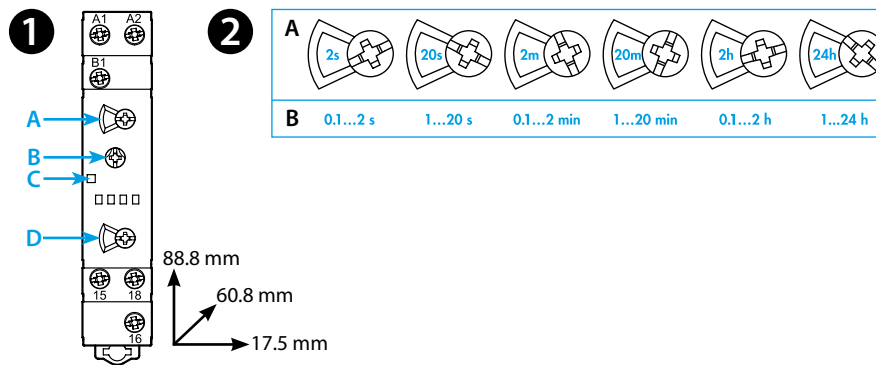 1
A1 A2
B1
A
B
C
D
15 18
16
88.8 mm
60.8 mm
17.5 mm
2
A 2s 20s 2m 20m 2h 24h
B 0.1...2 s 1...20 s 0.1...2 min 1...20 min 0.1...2 h 1...24 h